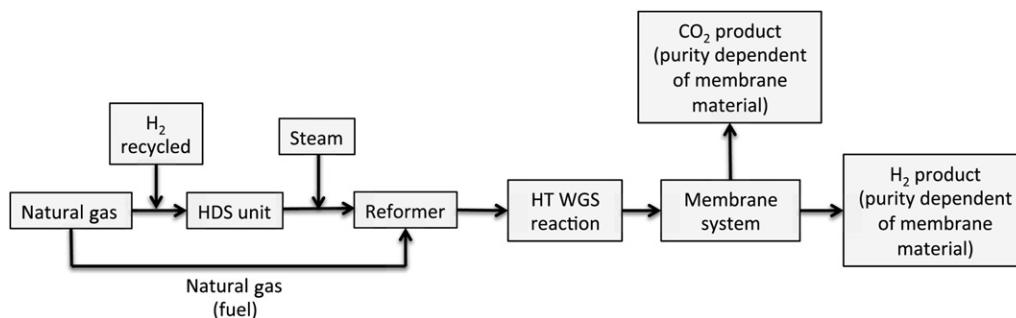 CO₂ product
(purity dependent
of membrane
material)
H₂
recycled
Steam
Natural gas
HDS unit
Reformer
HT WGS
reaction
Membrane
system
H₂ product
(purity dependent
of membrane
material)
Natural gas
(fuel)